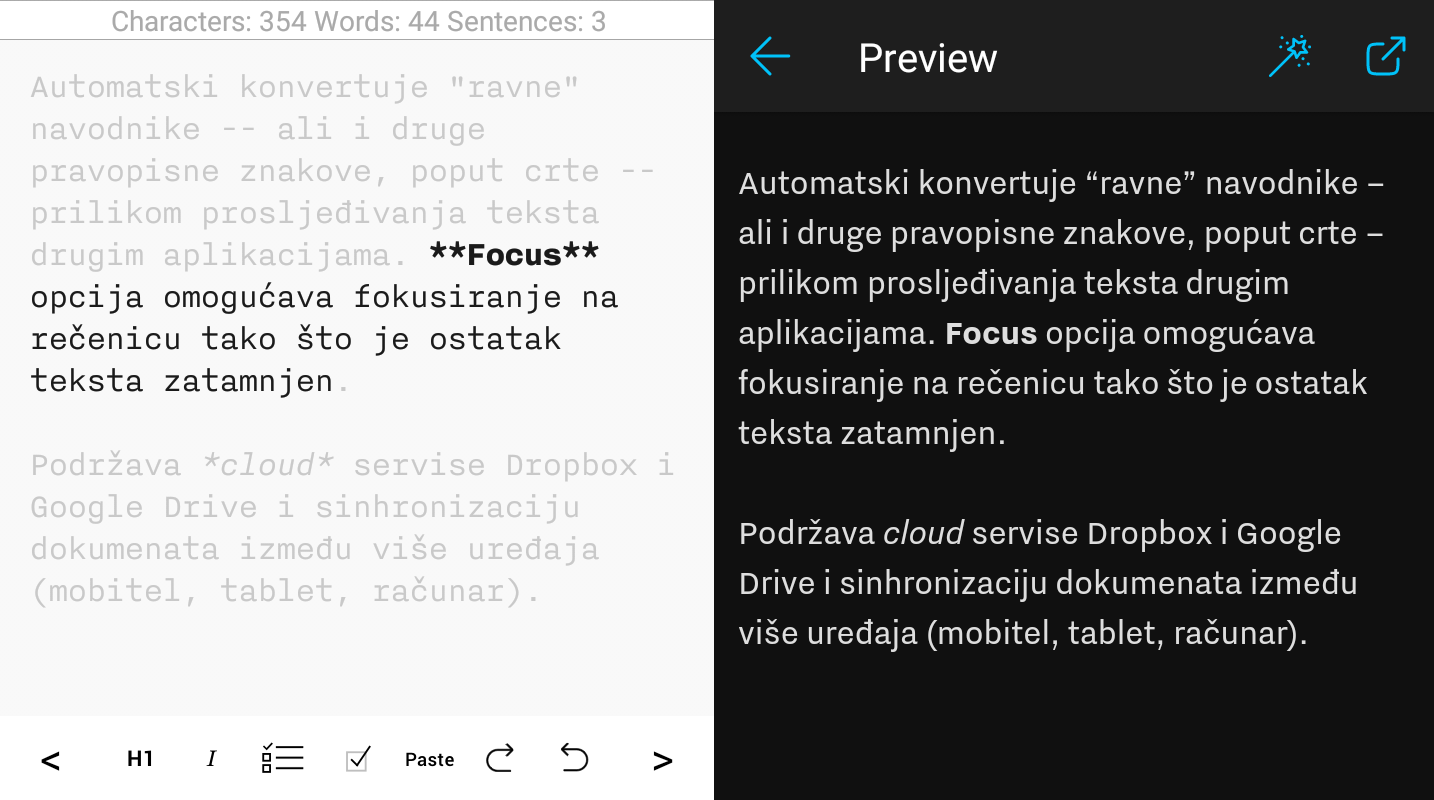 Characters: 354 Words: 44 Sentences: 3
Automatski konvertuje "ravne"
navodnike -- ali i druge
pravopisne znakove, poput crte --
prilikom prosljeđivanja teksta
drugim aplikacijama. **Focus**
opcija omogućava fokusiranje na
rečenicu tako što je ostatak
teksta zatamnjen.
Podržava *cloud* servise Dropbox i
Google Drive i sinhronizaciju
dokumenata između više uređaja
(mobitel, tablet, računar).
< H1 I Paste >
Preview
Automatski konvertuje “ravne” navodnike –
ali i druge pravopisne znakove, poput crte –
prilikom prosljeđivanja teksta drugim
aplikacijama. Focus opcija omogućava
fokusiranje na rečenicu tako što je ostatak
teksta zatamnjen.
Podržava cloud servise Dropbox i Google
Drive i sinhronizaciju dokumenata između
više uređaja (mobitel, tablet, računar).